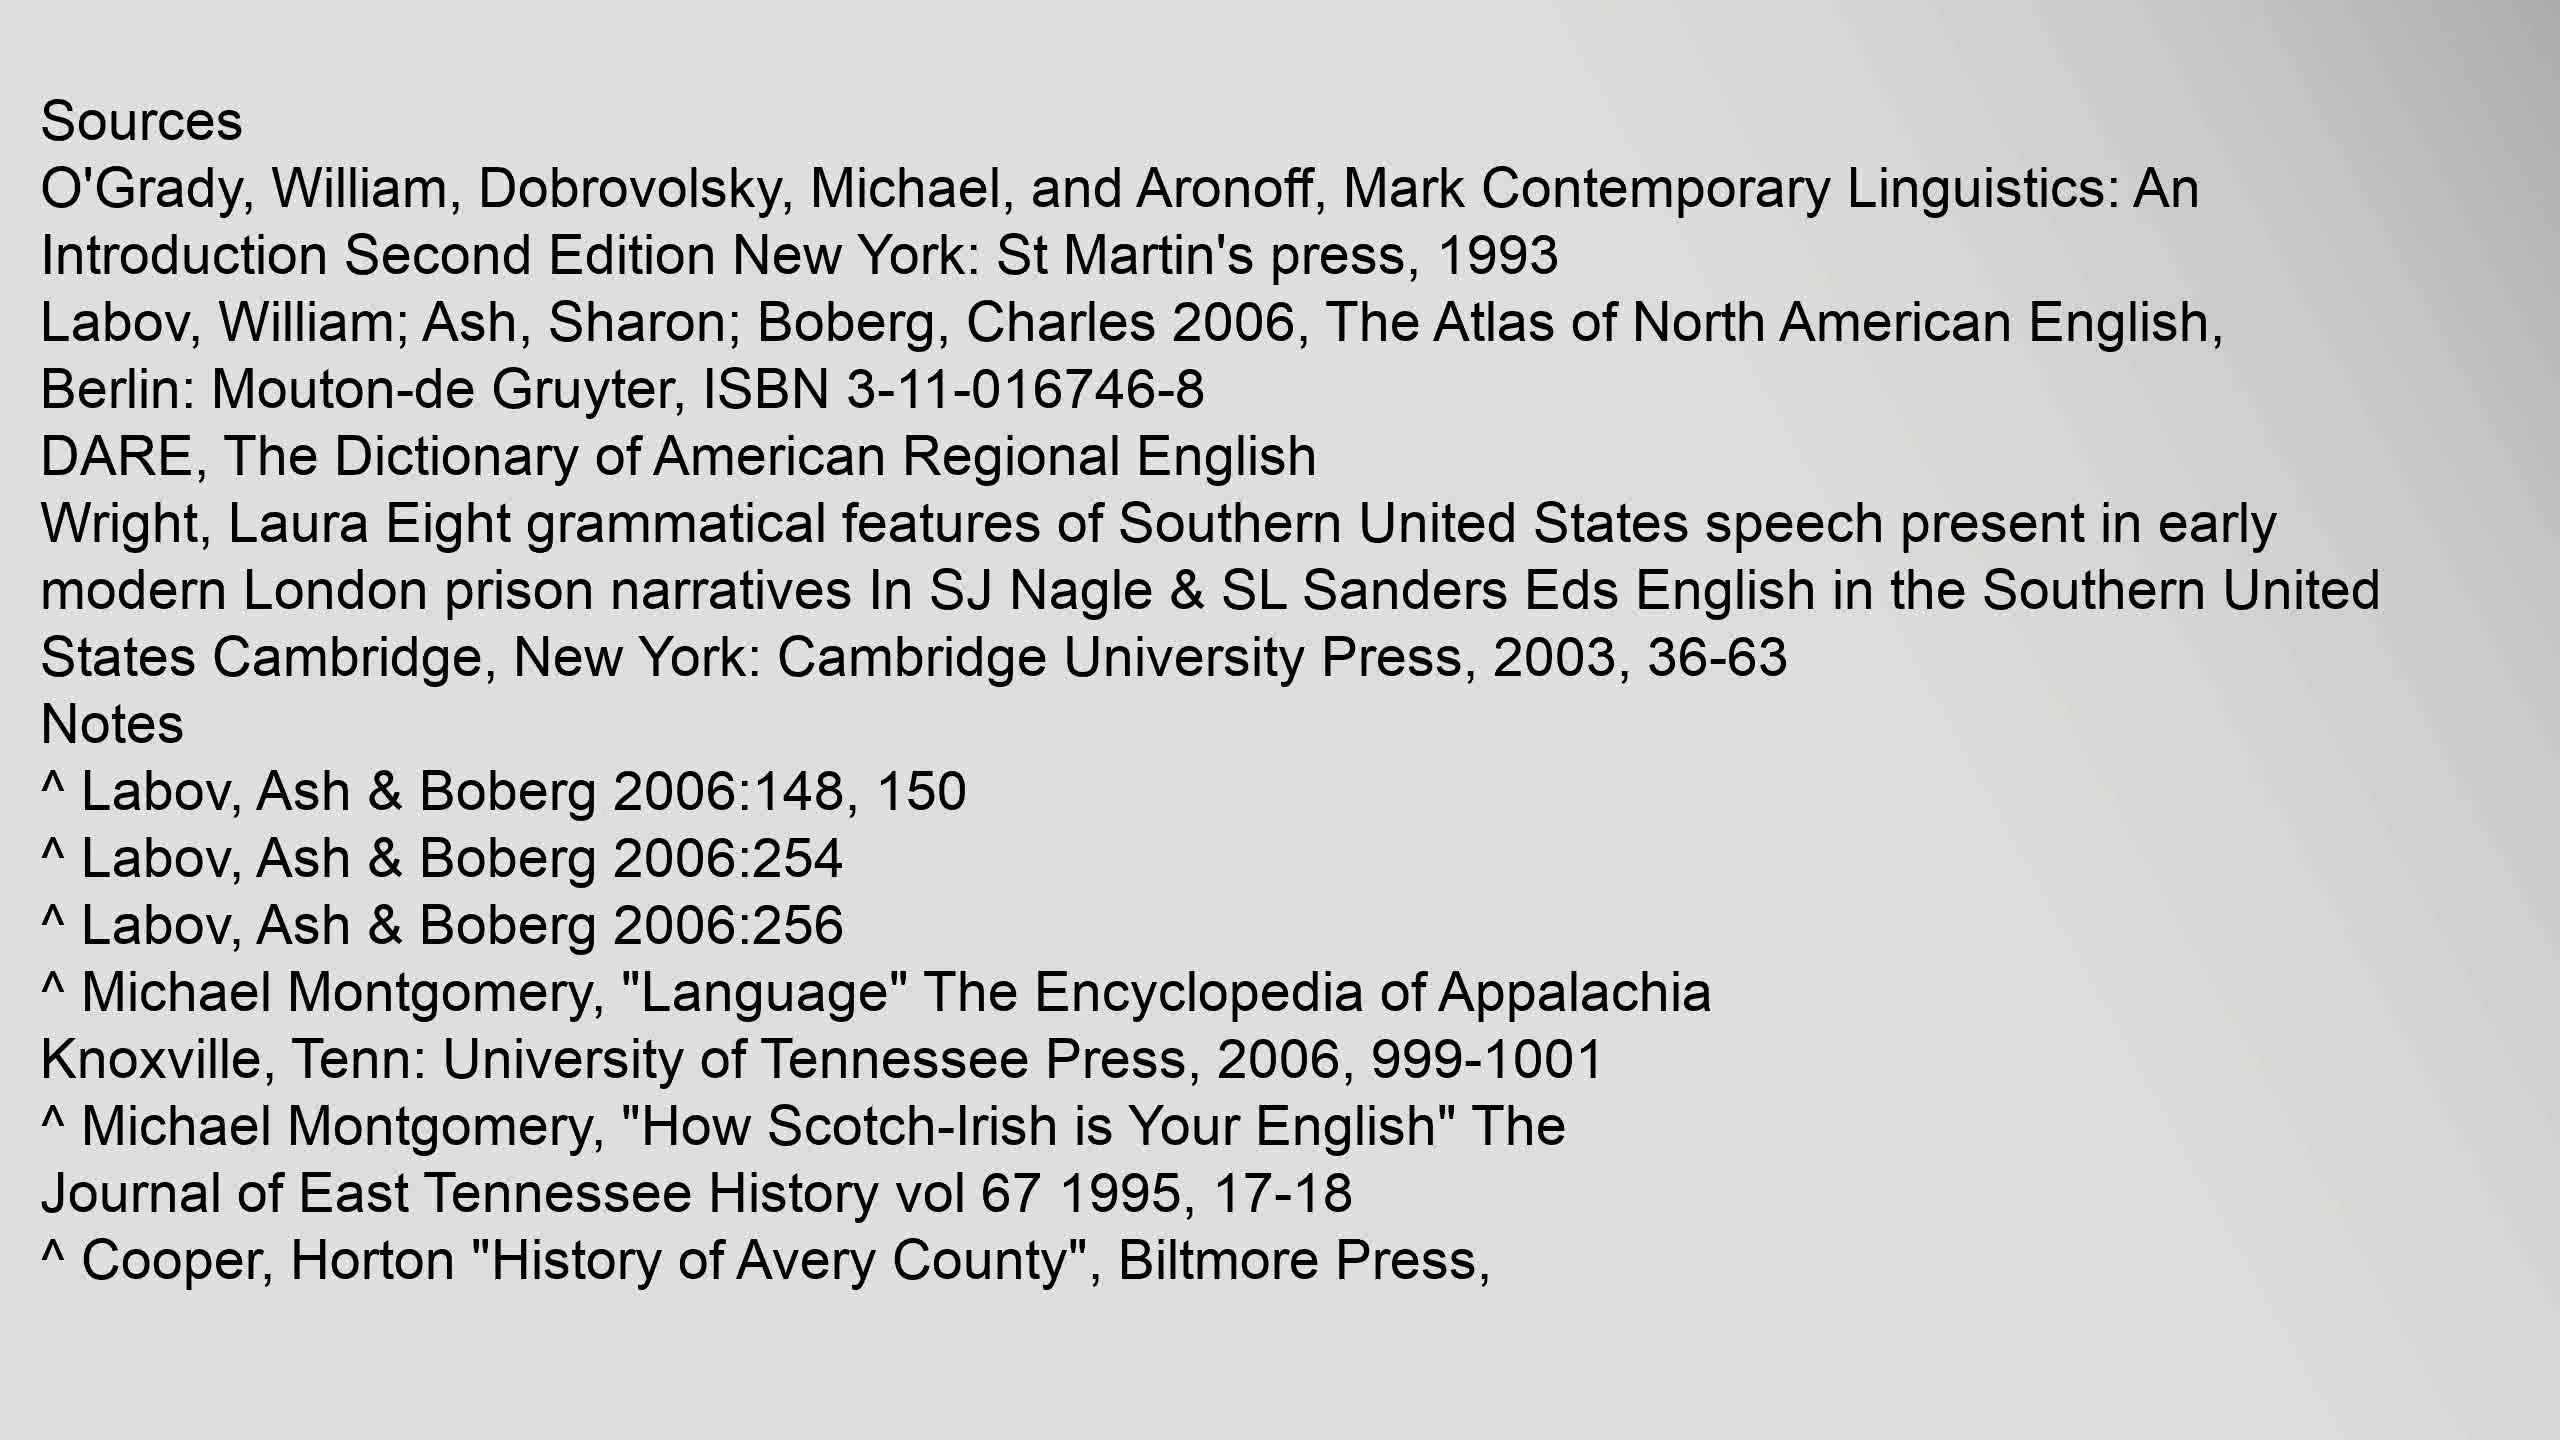 Sources
O'Grady, William, Dobrovolsky, Michael, and Aronoff, Mark Contemporary Linguistics: An
Introduction Second Edition New York: St Martin's press, 1993
Labov, William; Ash, Sharon; Boberg, Charles 2006, The Atlas of North American English,
Berlin: Mouton-de Gruyter, ISBN 3-11-016746-8
DARE, The Dictionary of American Regional English
Wright, Laura Eight grammatical features of Southern United States speech present in early
modern London prison narratives In SJ Nagle & SL Sanders Eds English in the Southern United
States Cambridge, New York: Cambridge University Press, 2003, 36-63
Notes
^ Labov, Ash & Boberg 2006:148, 150
^ Labov, Ash & Boberg 2006:254
^ Labov, Ash & Boberg 2006:256
^ Michael Montgomery, "Language" The Encyclopedia of Appalachia
Knoxville, Tenn: University of Tennessee Press, 2006, 999-1001
^ Michael Montgomery, "How Scotch-Irish is Your English" The
Journal of East Tennessee History vol 67 1995, 17-18
^ Cooper, Horton "History of Avery County", Biltmore Press,